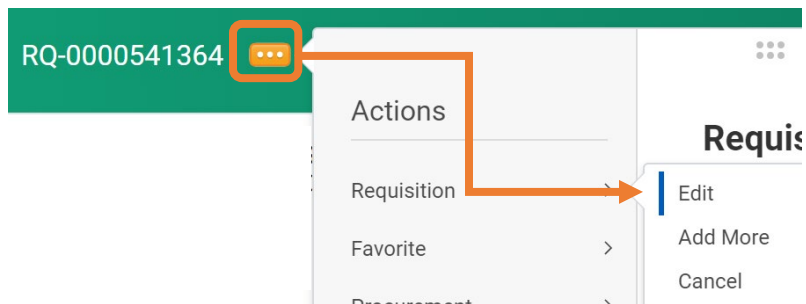 RQ-0000541364
Actions
Requisition
Favorite
Requis
Edit
Add More
Cancel